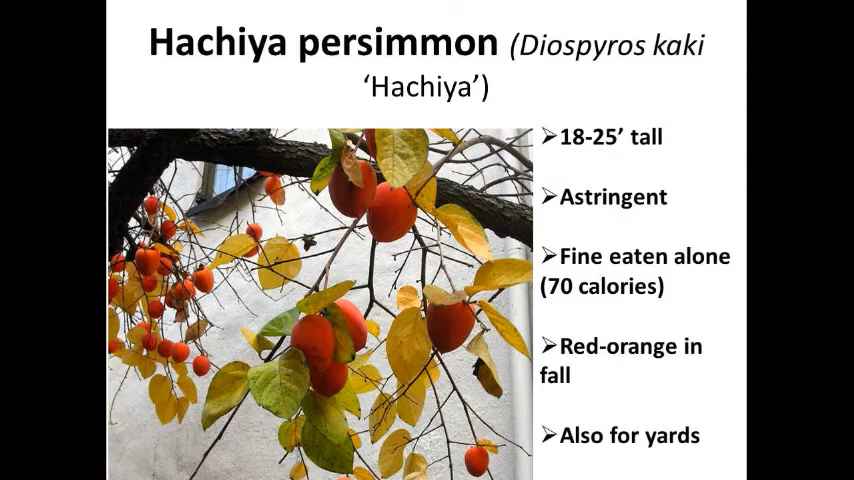 Hachiya persimmon (Diospyros kaki
‘Hachiya’)
➢18-25’ tall
➢Astringent
➢Fine eaten alone
(70 calories)
➢Red-orange in
fall
➢Also for yards